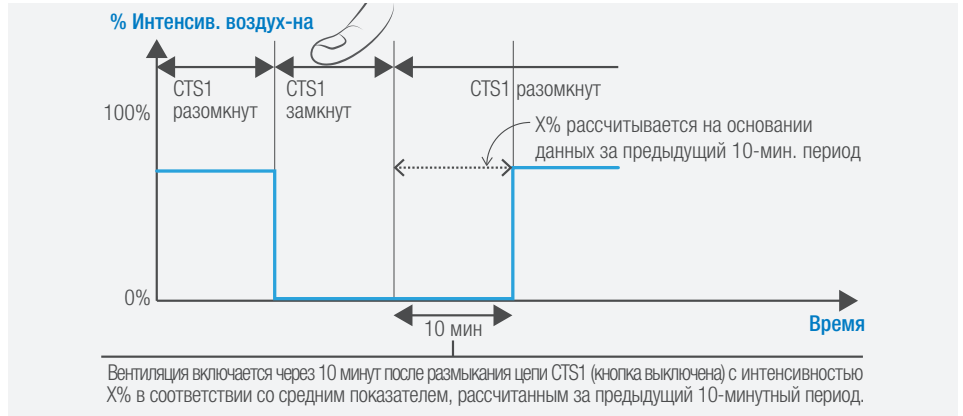 % Интенсив. воздух-на
CTS1
разомкнут
CTS1
замкнут
CTS1 разомкнут
100%
X% рассчитывается на основании
данных за предыдущий 10-мин. период
0%
10 мин
Время
Вентиляция включается через 10 минут после размыкания цепи CTS1 (кнопка выключена) с интенсивностью
X% в соответствии со средним показателем, рассчитанным за предыдущий 10-минутный период.